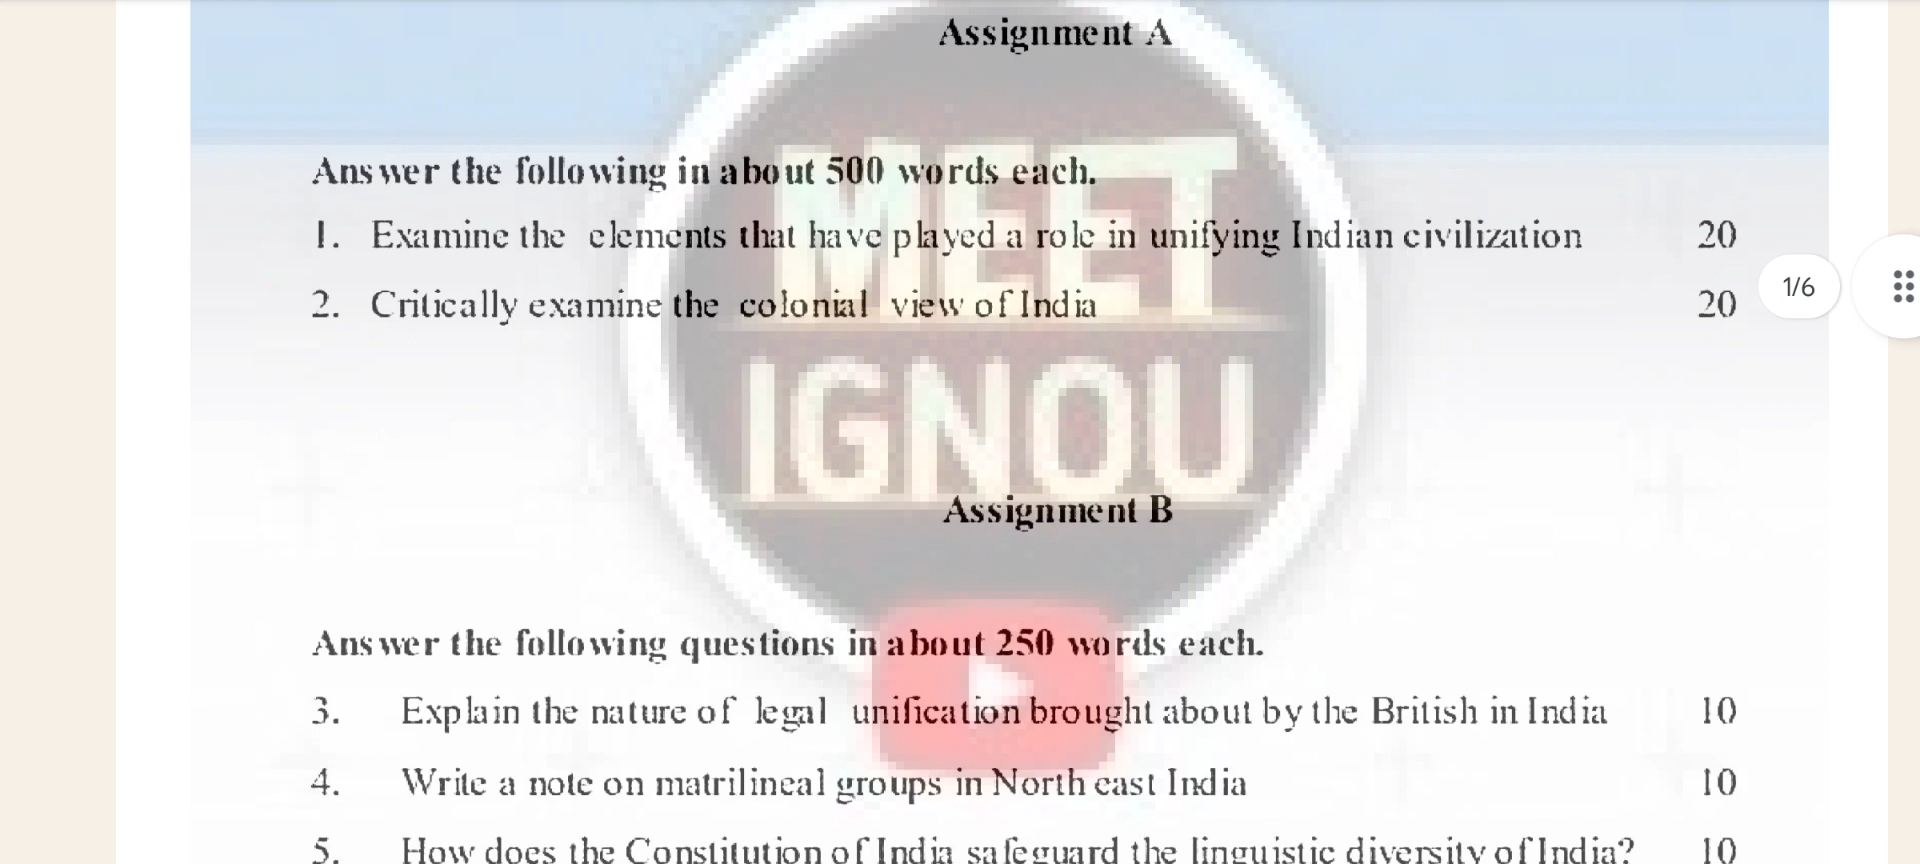 Assignment A
MEET
Answer the following in about 500 words each.
1. Examine the elements that have played a role in unifying Indian civilization 20
1/6
2. Critically examine the colonial view of India 20
IGNOU
Assignment B
Answer the following questions in about 250 words each.
3. Explain the nature of legal unification brought about by the British in India 10
4. Write a note on matrilineal groups in North east India 10
5. How does the Constitution of India safeguard the linguistic diversity of India? 10